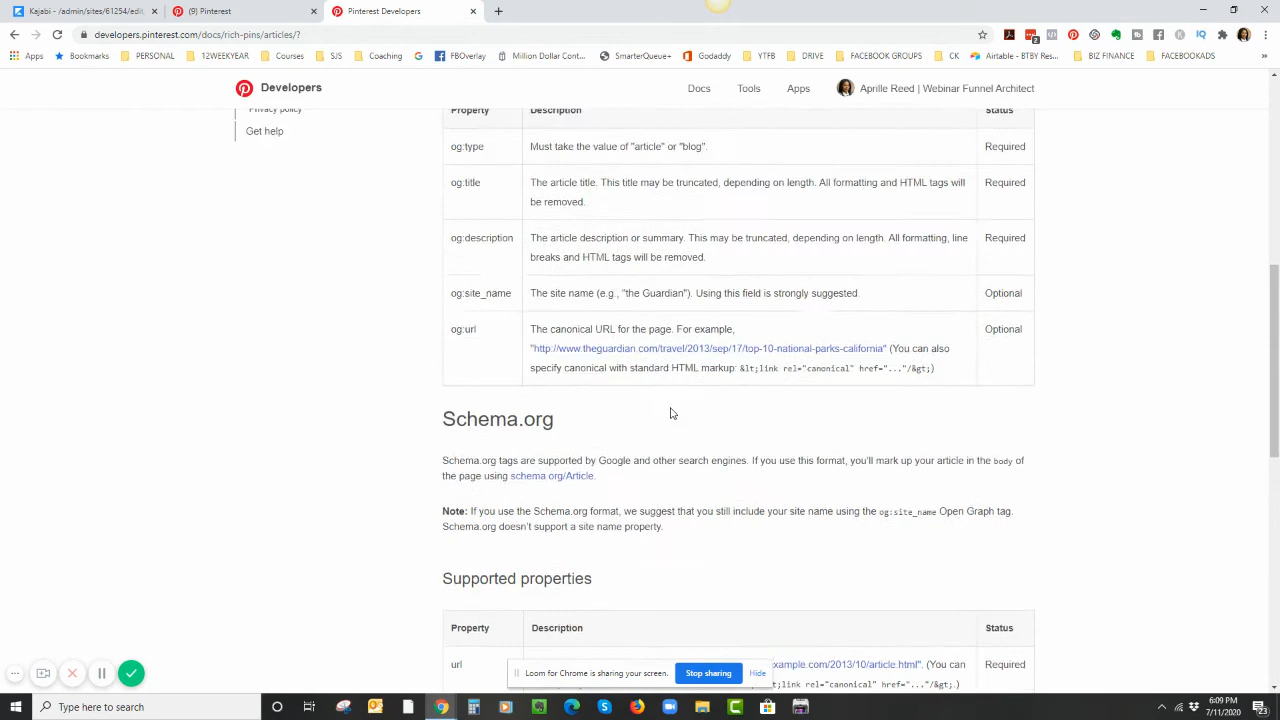 Kajabi - /admin/sites/61254/edi
(9) Pinterest
Pinterest Developers
developers.pinterest.com/docs/rich-pins/articles/?
Apps
Bookmarks
PERSONAL
12WEEKYEAR
Courses
SJS
Coaching
FBOverlay
Million Dollar Cont...
SmarterQueue+
Godaddy
YTFB
DRIVE
FACEBOOK GROUPS
CK
Airtable - BTBY Res...
BIZ FINANCE
FACEBOOKADS
Developers
Docs
Tools
Apps
Aprille Reed | Webinar Funnel Architect
Privacy policy
Get help
Property
Description
Status
og:type
Must take the value of "article" or "blog".
Required
og:title
The article title. This title may be truncated, depending on length. All formatting and HTML tags will
be removed.
Required
og:description
The article description or summary. This may be truncated, depending on length. All formatting, line
breaks and HTML tags will be removed.
Required
og:site_name
The site name (e.g., "the Guardian"). Using this field is strongly suggested.
Optional
og:url
The canonical URL for the page. For example,
"http://www.theguardian.com/travel/2013/sep/17/top-10-national-parks-california" (You can also
specify canonical with standard HTML markup: &lt;link rel="canonical" href="..."/&gt;)
Optional
Schema.org
Schema.org tags are supported by Google and other search engines. If you use this format, you'll mark up your article in the body of
the page using schema org/Article.
Note: If you use the Schema.org format, we suggest that you still include your site name using the og:site_name Open Graph tag.
Schema.org doesn't support a site name property.
Supported properties
Property
Description
Status
url
example.com/2013/10/article.html". (You can
link rel="canonical" href="..."/&gt;.)
Required
Loom for Chrome is sharing your screen.
Stop sharing
Hide
Type here to search
6:09 PM
7/11/2020
23